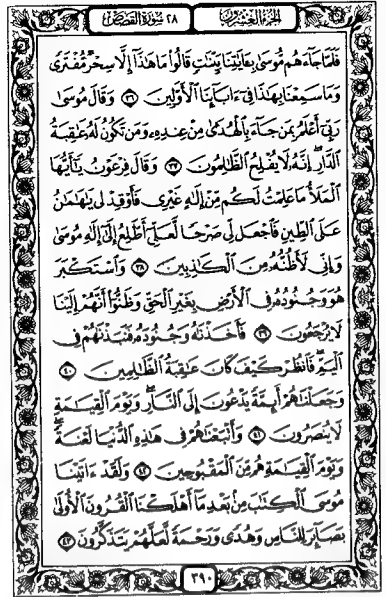 الجزء العشرون ٢٨ سورة القصص
فَلَمَّا جَآءَهُم مُّوسَىٰ بِـَٔايَـٰتِنَا بَيِّنَـٰتٍ قَالُوا۟ مَا هَـٰذَآ إِلَّا سِحْرٌ مُّفْتَرًى
وَمَا سَمِعْنَا بِهَـٰذَا فِىٓ ءَابَآئِنَا ٱلْأَوَّلِينَ ٣٦ وَقَالَ مُوسَىٰ
رَبِّىٓ أَعْلَمُ بِمَن جَآءَ بِٱلْهُدَىٰ مِنْ عِندِهِۦ وَمَن تَكُونُ لَهُۥ عَـٰقِبَةُ
ٱلدَّارِ ۖ إِنَّهُۥ لَا يُفْلِحُ ٱلظَّـٰلِمُونَ ٣٧ وَقَالَ فِرْعَوْنُ يَـٰٓأَيُّهَا
ٱلْمَلَأُ مَا عَلِمْتُ لَكُم مِّنْ إِلَـٰهٍ غَيْرِى فَأَوْقِدْ لِى يَـٰهَـٰمَـٰنُ
عَلَى ٱلطِّينِ فَٱجْعَل لِّى صَرْحًا لَّعَلِّىٓ أَطَّلِعُ إِلَىٰٓ إِلَـٰهِ مُوسَىٰ
وَإِنِّى لَأَظُنُّهُۥ مِنَ ٱلْكَـٰذِبِينَ ٣٨ وَٱسْتَكْبَرَ
هُوَ وَجُنُودُهُۥ فِى ٱلْأَرْضِ بِغَيْرِ ٱلْحَقِّ وَظَنُّوٓا۟ أَنَّهُمْ إِلَيْنَا
لَا يُرْجَعُونَ ٣٩ فَأَخَذْنَـٰهُ وَجُنُودَهُۥ فَنَبَذْنَـٰهُمْ فِى
ٱلْيَمِّ ۖ فَٱنظُرْ كَيْفَ كَانَ عَـٰقِبَةُ ٱلظَّـٰلِمِينَ ٤٠
وَجَعَلْنَـٰهُمْ أَئِمَّةً يَدْعُونَ إِلَى ٱلنَّارِ ۖ وَيَوْمَ ٱلْقِيَـٰمَةِ
لَا يُنصَرُونَ ٤١ وَأَتْبَعْنَـٰهُمْ فِى هَـٰذِهِ ٱلدُّنْيَا لَعْنَةً ۖ
وَيَوْمَ ٱلْقِيَـٰمَةِ هُم مِّنَ ٱلْمَقْبُوحِينَ ٤٢ وَلَقَدْ ءَاتَيْنَا
مُوسَى ٱلْكِتَـٰبَ مِنۢ بَعْدِ مَآ أَهْلَكْنَا ٱلْقُرُونَ ٱلْأُولَىٰ
بَصَآئِرَ لِلنَّاسِ وَهُدًى وَرَحْمَةً لَّعَلَّهُمْ يَتَذَكَّرُونَ ٤٣
٣٩٠